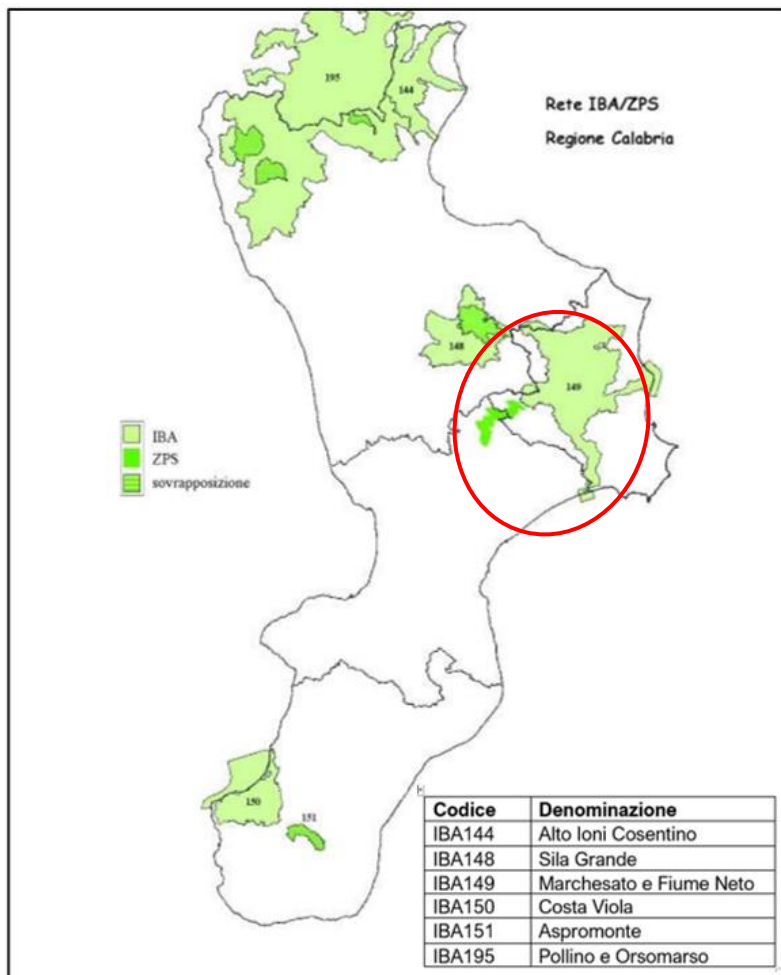 195
144
Rete IBA/ZPS
Regione Calabria
148
149
IBA
ZPS
sovrapposizione
150
151
Codice Denominazione
IBA144 Alto Ioni Cosentino
IBA148 Sila Grande
IBA149 Marchesato e Fiume Neto
IBA150 Costa Viola
IBA151 Aspromonte
IBA195 Pollino e Orsomarso